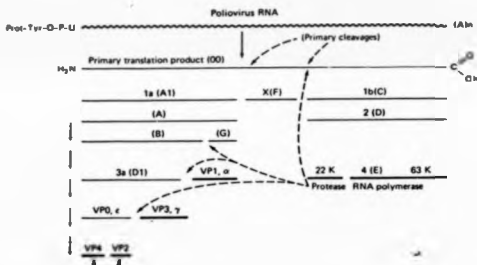 Poliovirus RNA
Prot-Tyr-O-P-U (A)n
(Primary cleavages)
H₂N Primary translation product (00) C O
1a (A1) X(F) 1b(C)
(A) 2 (D)
(B) (G)
3a (D1) VP1, α 22 K 4 (E) 63 K
Protease RNA polymerase
VP0, ε VP3, γ
VP4 VP2